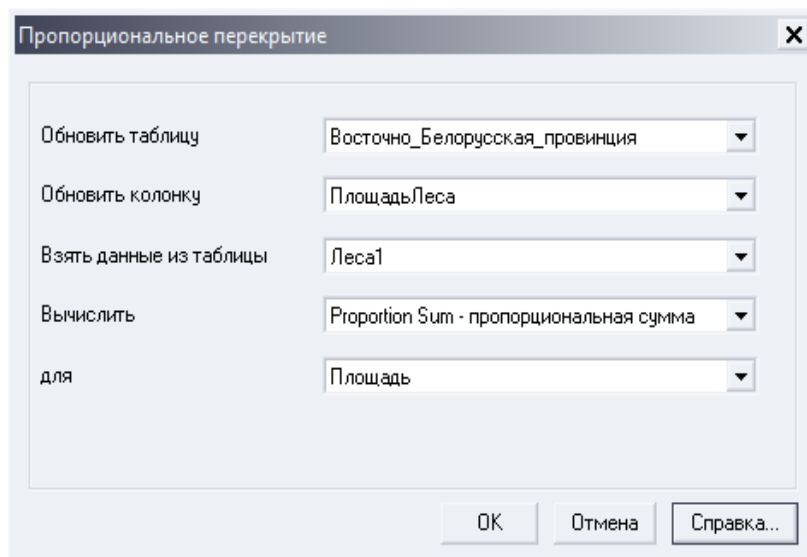 Пропорциональное перекрытие
Обновить таблицу Восточно_Белорусская_провинция
Обновить колонку ПлощадьЛеса
Взять данные из таблицы Леса1
Вычислить Proportion Sum - пропорциональная сумма
для Площадь
OK Отмена Справка...